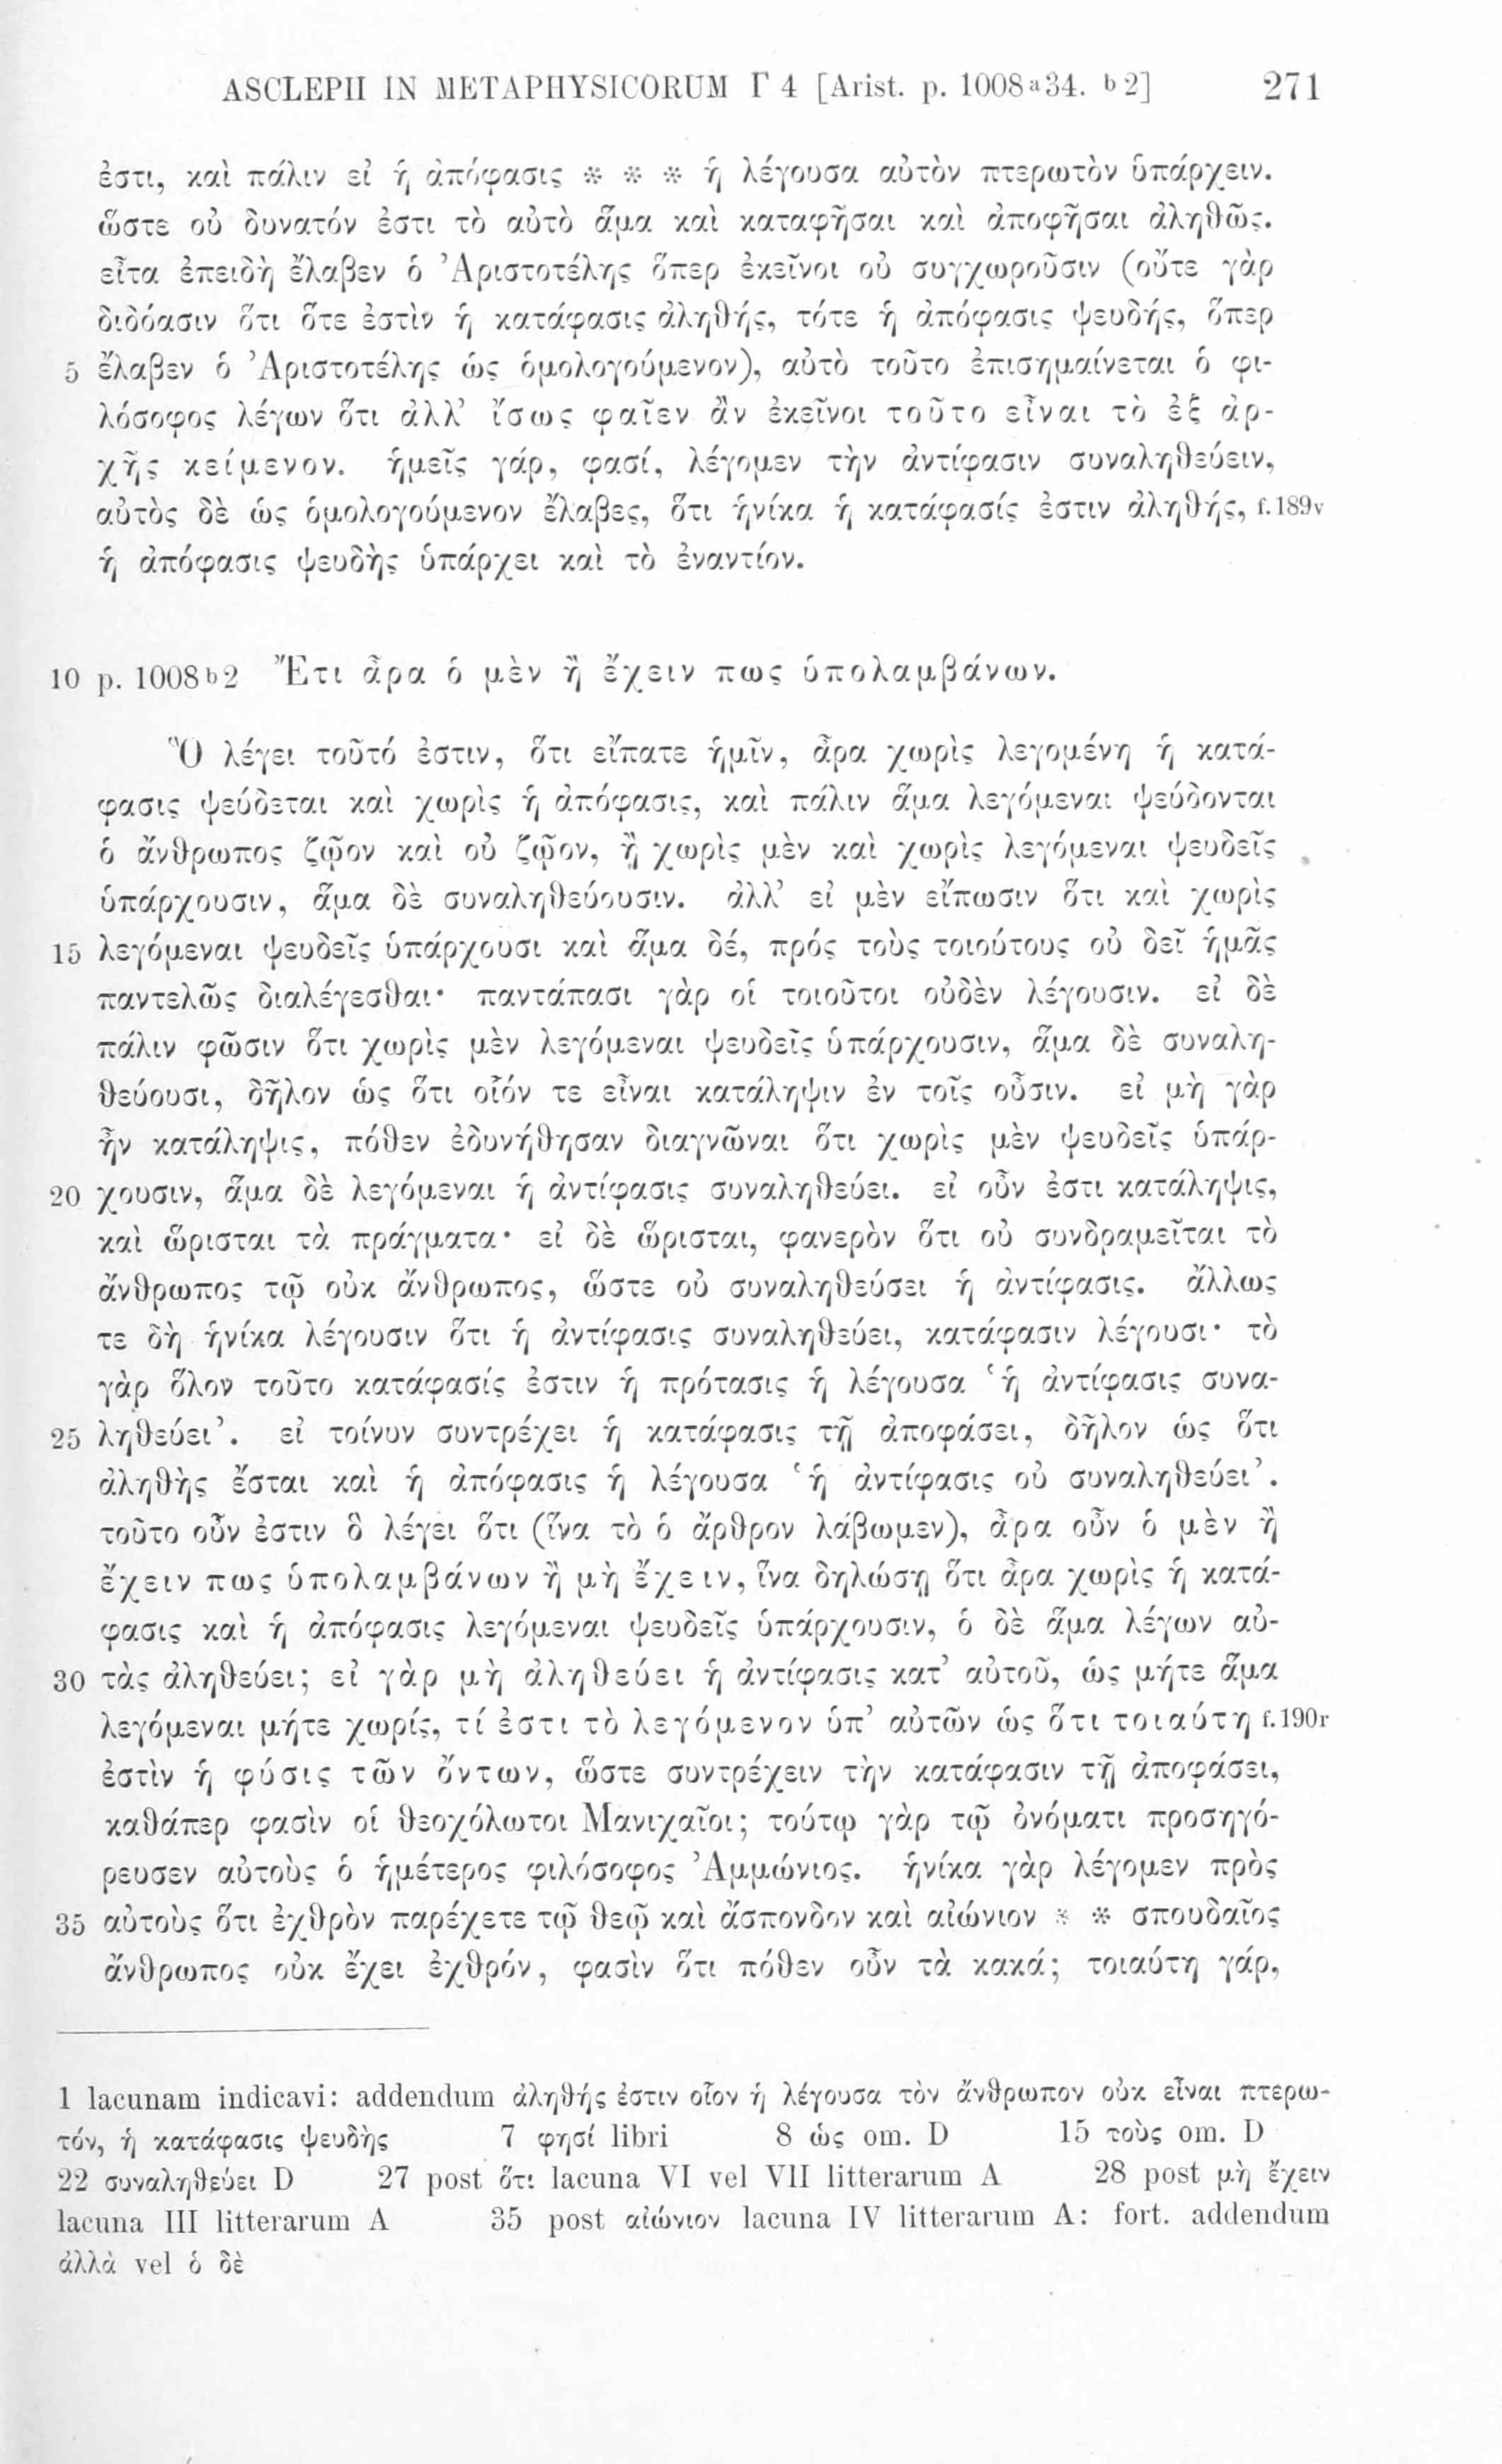 ASCLEPII IN METAPHYSICORUM Γ 4 [Arist. p. 1008ᵃ34. ᵇ2] 271
ἐστι, καὶ πάλιν εἰ ἡ ἀπόφασις * * * ἡ λέγουσα αὐτὸν πτερωτὸν ὑπάρχειν.
ὥστε οὐ δυνατόν ἐστι τὸ αὐτὸ ἅμα καὶ καταφῆσαι καὶ ἀποφῆσαι ἀληθῶς.
εἶτα ἐπειδὴ ἔλαβεν ὁ Ἀριστοτέλης ὅπερ ἐκεῖνοι οὐ συγχωροῦσιν (οὔτε γὰρ
διδόασιν ὅτι ὅτε ἐστὶν ἡ κατάφασις ἀληθής, τότε ἡ ἀπόφασις ψευδής, ὅπερ
5 ἔλαβεν ὁ Ἀριστοτέλης ὡς ὁμολογούμενον), αὐτὸ τοῦτο ἐπισημαίνεται ὁ φι-
λόσοφος λέγων ὅτι ἀλλ’ ἴσως φαῖεν ἂν ἐκεῖνοι τοῦτο εἶναι τὸ ἐξ ἀρ-
χῆς κείμενον. ἡμεῖς γάρ, φασί, λέγομεν τὴν ἀντίφασιν συναληθεύειν,
αὐτὸς δὲ ὡς ὁμολογούμενον ἔλαβες, ὅτι ἡνίκα ἡ κατάφασίς ἐστιν ἀληθής, f.189v
ἡ ἀπόφασις ψευδὴς ὑπάρχει καὶ τὸ ἐναντίον.
10 p. 1008ᵇ2 Ἔτι ἆρα ὁ μὲν ἢ ἔχειν πως ὑπολαμβάνων.
Ὃ λέγει τοῦτό ἐστιν, ὅτι εἴπατε ἡμῖν, ἆρα χωρὶς λεγομένη ἡ κατά-
φασις ψεύδεται καὶ χωρὶς ἡ ἀπόφασις, καὶ πάλιν ἅμα λεγόμεναι ψεύδονται
ὁ ἄνθρωπος ζῷον καὶ οὐ ζῷον, ἢ χωρὶς μὲν καὶ χωρὶς λεγόμεναι ψευδεῖς
ὑπάρχουσιν, ἅμα δὲ συναληθεύουσιν. ἀλλ’ εἰ μὲν εἴπωσιν ὅτι καὶ χωρὶς
15 λεγόμεναι ψευδεῖς ὑπάρχουσι καὶ ἅμα δέ, πρός τοὺς τοιούτους οὐ δεῖ ἡμᾶς
παντελῶς διαλέγεσθαι· παντάπασι γὰρ οἱ τοιοῦτοι οὐδὲν λέγουσιν. εἰ δὲ
πάλιν φῶσιν ὅτι χωρὶς μὲν λεγόμεναι ψευδεῖς ὑπάρχουσιν, ἅμα δὲ συναλη-
θεύουσι, δῆλον ὡς ὅτι οἷόν τε εἶναι κατάληψιν ἐν τοῖς οὖσιν. εἰ μὴ γὰρ
ἦν κατάληψις, πόθεν ἐδυνήθησαν διαγνῶναι ὅτι χωρὶς μὲν ψευδεῖς ὑπάρ-
20 χουσιν, ἅμα δὲ λεγόμεναι ἡ ἀντίφασις συναληθεύει. εἰ οὖν ἐστι κατάληψις,
καὶ ὥρισται τὰ πράγματα· εἰ δὲ ὥρισται, φανερὸν ὅτι οὐ συνδραμεῖται τὸ
ἄνθρωπος τῷ οὐκ ἄνθρωπος, ὥστε οὐ συναληθεύσει ἡ ἀντίφασις. ἄλλως
τε δὴ ἡνίκα λέγουσιν ὅτι ἡ ἀντίφασις συναληθεύει, κατάφασιν λέγουσι· τὸ
γὰρ ὅλον τοῦτο κατάφασίς ἐστιν ἡ πρότασις ἡ λέγουσα ‘ἡ ἀντίφασις συνα-
25 ληθεύει’. εἰ τοίνυν συντρέχει ἡ κατάφασις τῇ ἀποφάσει, δῆλον ὡς ὅτι
ἀληθὴς ἔσται καὶ ἡ ἀπόφασις ἡ λέγουσα ‘ἡ ἀντίφασις οὐ συναληθεύει’.
τοῦτο οὖν ἐστιν ὃ λέγει ὅτι (ἵνα τὸ ὁ ἄρθρον λάβωμεν), ἆρα οὖν ὁ μὲν ἢ
ἔχειν πως ὑπολαμβάνων ἢ μὴ ἔχειν, ἵνα δηλώσῃ ὅτι ἆρα χωρὶς ἡ κατά-
φασις καὶ ἡ ἀπόφασις λεγόμεναι ψευδεῖς ὑπάρχουσιν, ὁ δὲ ἅμα λέγων αὐ-
30 τὰς ἀληθεύει; εἰ γὰρ μὴ ἀληθεύει ἡ ἀντίφασις κατ’ αὐτοῦ, ὡς μήτε ἅμα
λεγόμεναι μήτε χωρίς, τί ἐστι τὸ λεγόμενον ὑπ’ αὐτῶν ὡς ὅτι τοιαύτη f.190r
ἐστὶν ἡ φύσις τῶν ὄντων, ὥστε συντρέχειν τὴν κατάφασιν τῇ ἀποφάσει,
καθάπερ φασὶν οἱ θεοχόλωτοι Μανιχαῖοι; τούτῳ γὰρ τῷ ὀνόματι προσηγό-
ρευσεν αὐτοὺς ὁ ἡμέτερος φιλόσοφος Ἀμμώνιος. ἡνίκα γὰρ λέγομεν πρὸς
35 αὐτοὺς ὅτι ἐχθρὸν παρέχετε τῷ θεῷ καὶ ἄσπονδον καὶ αἰώνιον * * σπουδαῖος
ἄνθρωπος οὐκ ἔχει ἐχθρόν, φασὶν ὅτι πόθεν οὖν τὰ κακά; τοιαύτη γάρ,
1 lacunam indicavi: addendum ἀληθής ἐστιν οἷον ἡ λέγουσα τὸν ἄνθρωπον οὐκ εἶναι πτερω-
τόν, ἡ κατάφασις ψευδὴς 7 φησί libri 8 ὡς om. D 15 τοὺς om. D
22 συναληθεύει D 27 post ὅτι lacuna VI vel VII litterarum A 28 post μὴ ἔχειν
lacuna III litterarum A 35 post αἰώνιον lacuna IV litterarum A: fort. addendum
ἀλλὰ vel ὁ δὲ